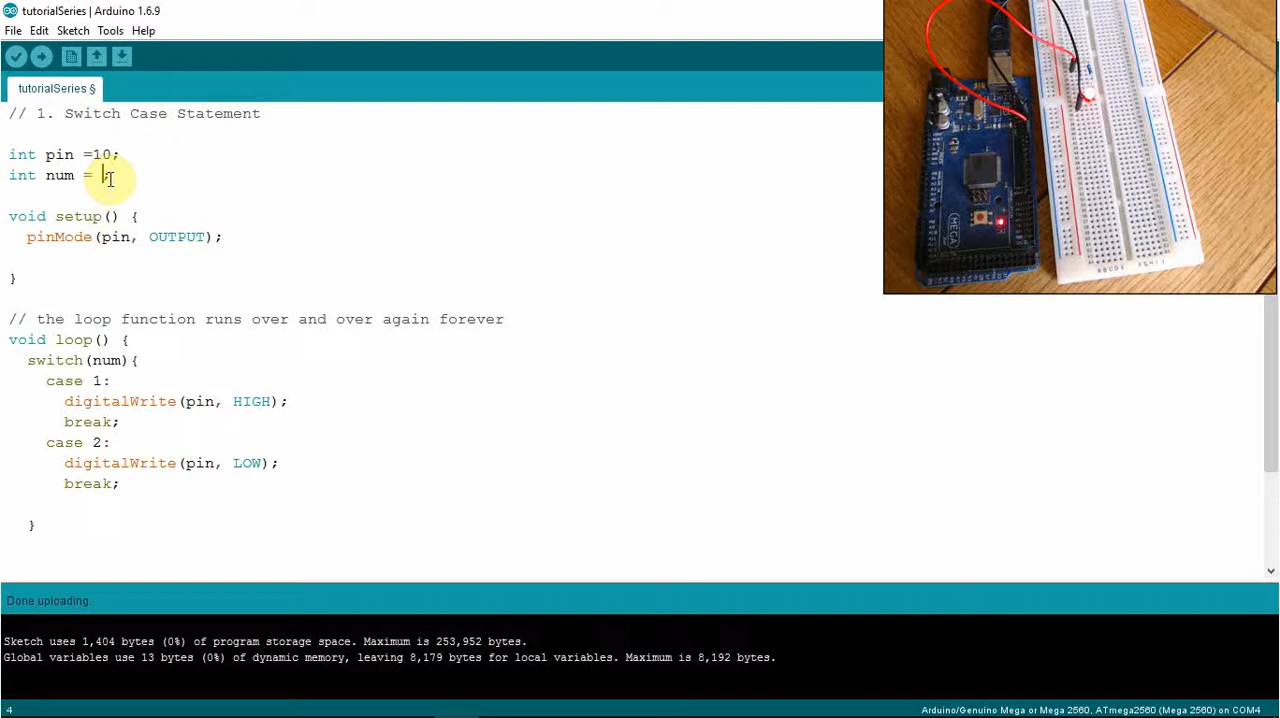 tutorialSeries | Arduino 1.6.9
File Edit Sketch Tools Help
tutorialSeries §
// 1. Switch Case Statement
int pin =10;
int num = ;
void setup() {
pinMode(pin, OUTPUT);
}
// the loop function runs over and over again forever
void loop() {
switch(num){
case 1:
digitalWrite(pin, HIGH);
break;
case 2:
digitalWrite(pin, LOW);
break;
}
Done uploading.
Sketch uses 1,404 bytes (0%) of program storage space. Maximum is 253,952 bytes.
Global variables use 13 bytes (0%) of dynamic memory, leaving 8,179 bytes for local variables. Maximum is 8,192 bytes.
4
Arduino/Genuino Mega or Mega 2560, ATmega2560 (Mega 2560) on COM4
MEGA